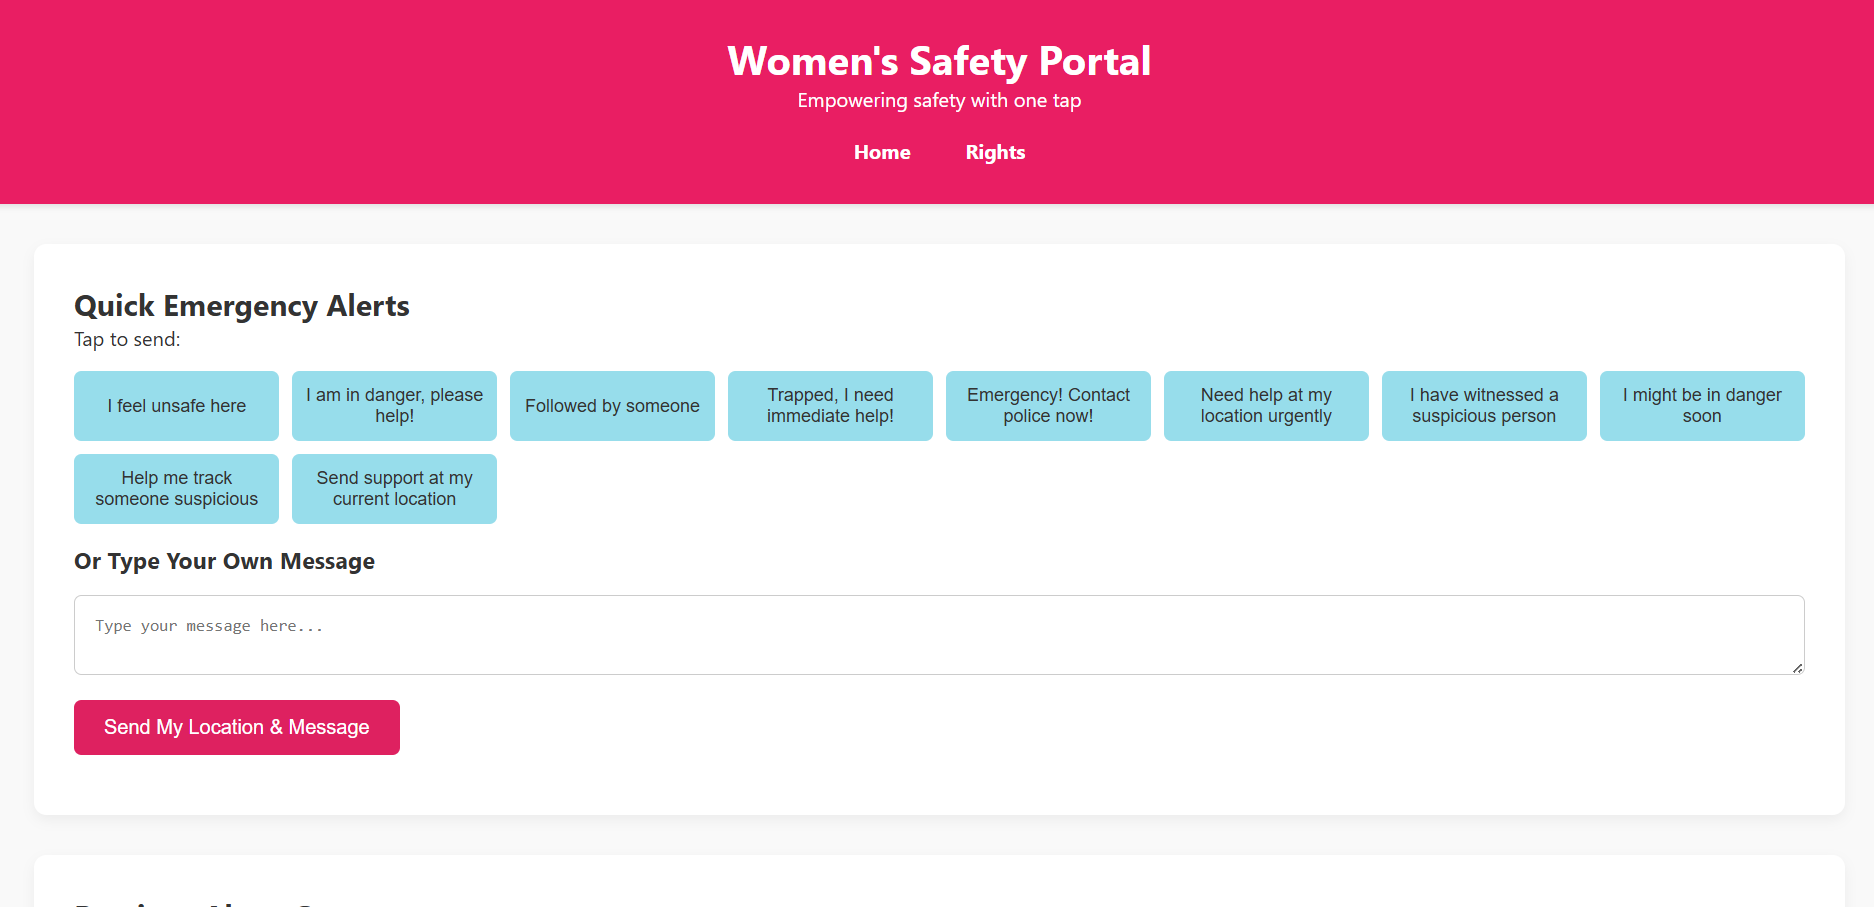 Women's Safety Portal
Empowering safety with one tap
Home Rights
Quick Emergency Alerts
Tap to send:
I feel unsafe here
I am in danger, please
help!
Followed by someone
Trapped, I need
immediate help!
Emergency! Contact
police now!
Need help at my
location urgently
I have witnessed a
suspicious person
I might be in danger
soon
Help me track
someone suspicious
Send support at my
current location
Or Type Your Own Message
Type your message here...
Send My Location & Message